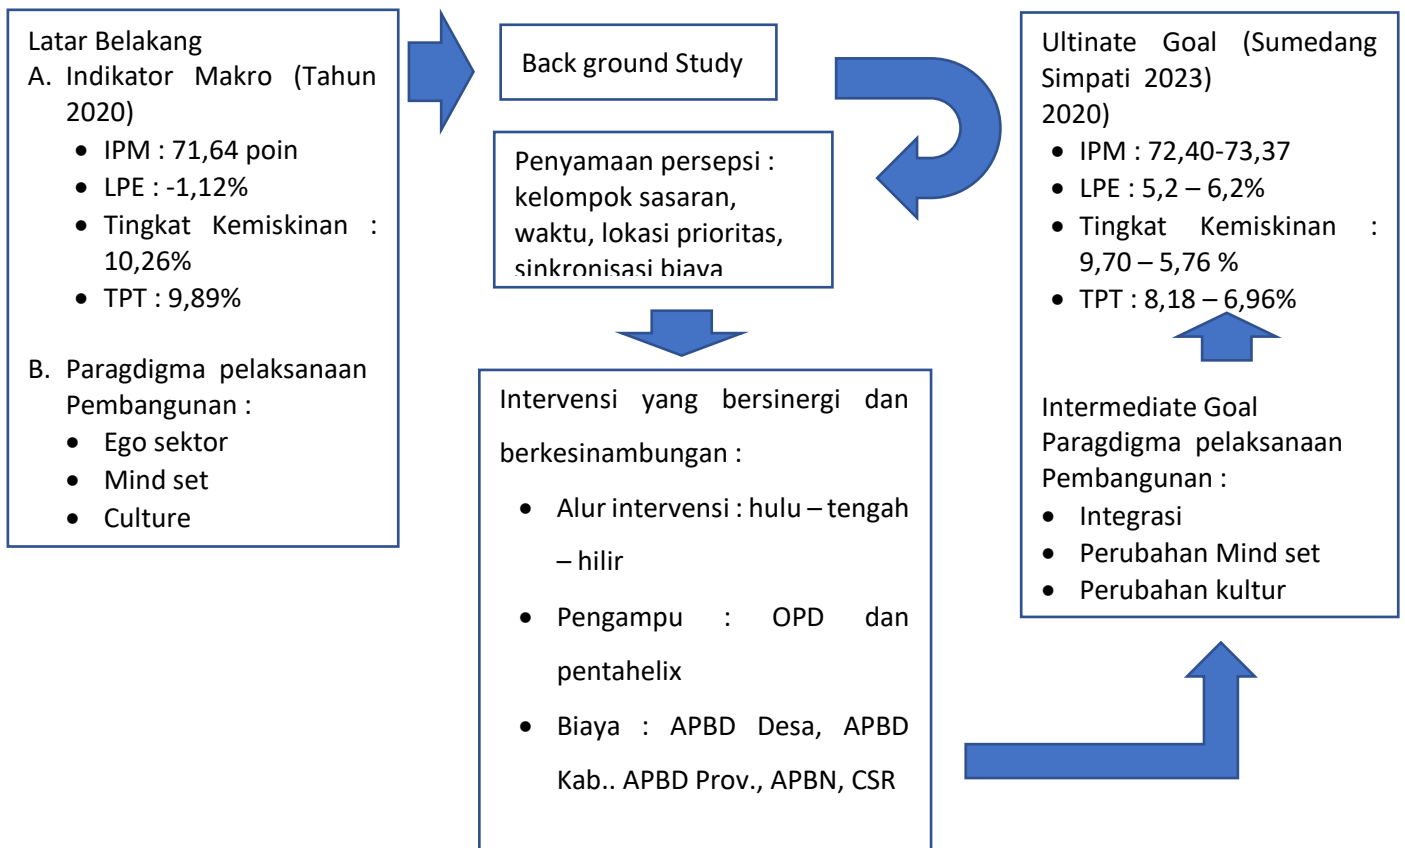 Latar Belakang
A. Indikator Makro (Tahun
2020)
• IPM : 71,64 poin
• LPE : -1,12%
• Tingkat Kemiskinan :
10,26%
• TPT : 9,89%
B. Paragdigma pelaksanaan
Pembangunan :
• Ego sektor
• Mind set
• Culture
Back ground Study
Penyamaan persepsi :
kelompok sasaran,
waktu, lokasi prioritas,
sinkronisasi biaya
Intervensi yang bersinergi dan
berkesinambungan :
• Alur intervensi : hulu – tengah
– hilir
• Pengampu : OPD dan
pentahelix
• Biaya : APBD Desa, APBD
Kab.. APBD Prov., APBN, CSR
Ultinate Goal (Sumedang
Simpati 2023)
2020)
• IPM : 72,40-73,37
• LPE : 5,2 – 6,2%
• Tingkat Kemiskinan :
9,70 – 5,76 %
• TPT : 8,18 – 6,96%
Intermediate Goal
Paragdigma pelaksanaan
Pembangunan :
• Integrasi
• Perubahan Mind set
• Perubahan kultur